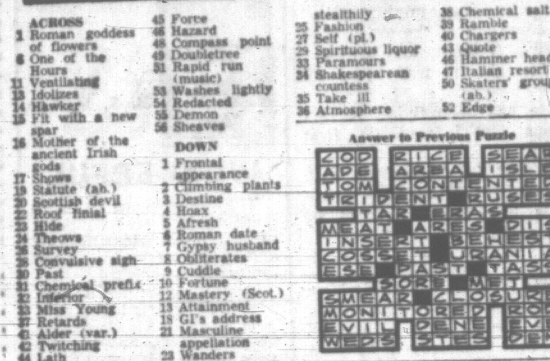 ACROSS
1 Roman goddess
of flowers
6 One of the
Hours
11 Ventilating
13 Idolizes
14 Hawker
15 Fit with a new
spar
16 Mother of the
ancient Irish
gods
17 Shows
19 Statute (ab.)
20 Scottish devil
22 Roof finial
23 Hide
24 Theows
26 Survey
28 Convulsive sigh
30 Past
31 Chemical prefix
32 Inferior
33 Miss Young
37 Retards
41 Alder (var.)
42 Twitching
44 Lath
45 Force
46 Hazard
48 Compass point
49 Doubletree
51 Rapid run
(music)
53 Washes lightly
54 Redacted
55 Demon
56 Sheaves
DOWN
1 Frontal
appearance
2 Climbing plants
3 Destine
4 Hoax
5 Afresh
6 Roman date
7 Gypsy husband
8 Obliterates
9 Cuddle
10 Fortune
12 Mastery (Scot.)
13 Attainment
18 GI's address
21 Masculine
appellation
23 Wanders
stealthily
25 Fashion
27 Self (pl.)
29 Spirituous liquor
33 Paramours
34 Shakespearean
countess
35 Take ill
36 Atmosphere
38 Chemical salt
39 Ramble
40 Chargers
43 Quote
46 Hammer head
47 Italian resort
50 Skaters' group
(ab.)
52 Edge
Answer to Previous Puzzle